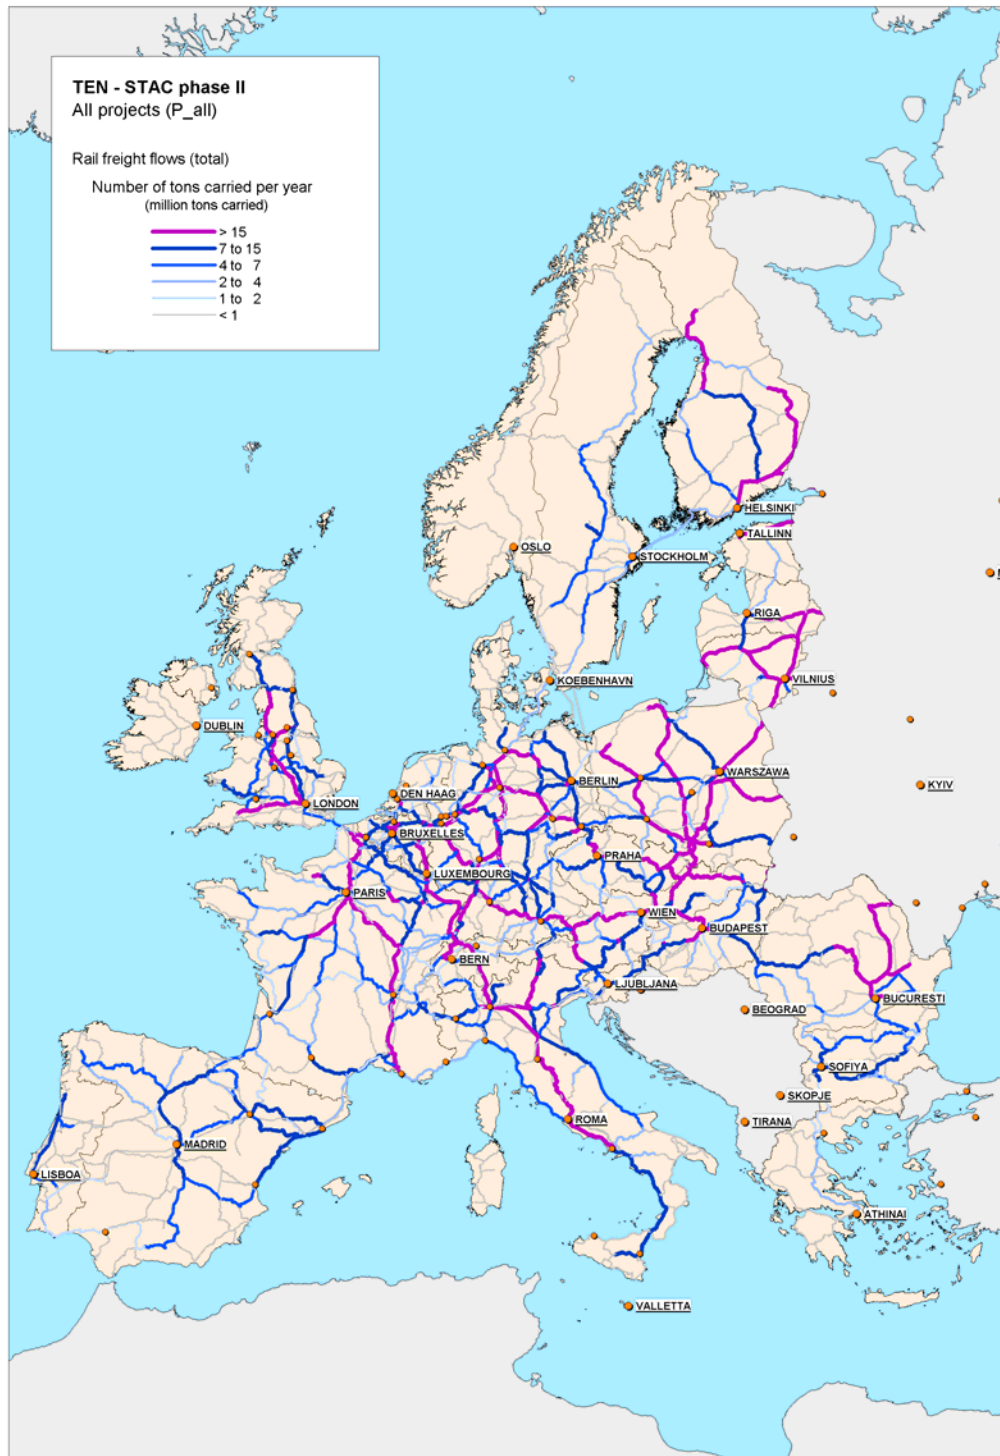 TEN - STAC phase II
All projects (P_all)
Rail freight flows (total)
Number of tons carried per year
(million tons carried)
> 15
7 to 15
4 to 7
2 to 4
1 to 2
< 1
HELSINKI
TALLINN
OSLO
STOCKHOLM
RIGA
KOEBENHAVN
VILNIUS
DUBLIN
WARSZAWA
BERLIN
KYIV
DEN HAAG
LONDON
BRUXELLES
PRAHA
LUXEMBOURG
PARIS
WIEN
BUDAPEST
BERN
LJUBLJANA
BUCURESTI
BEOGRAD
SOFIYA
SKOPJE
ROMA
TIRANA
MADRID
LISBOA
ATHINAI
VALLETTA